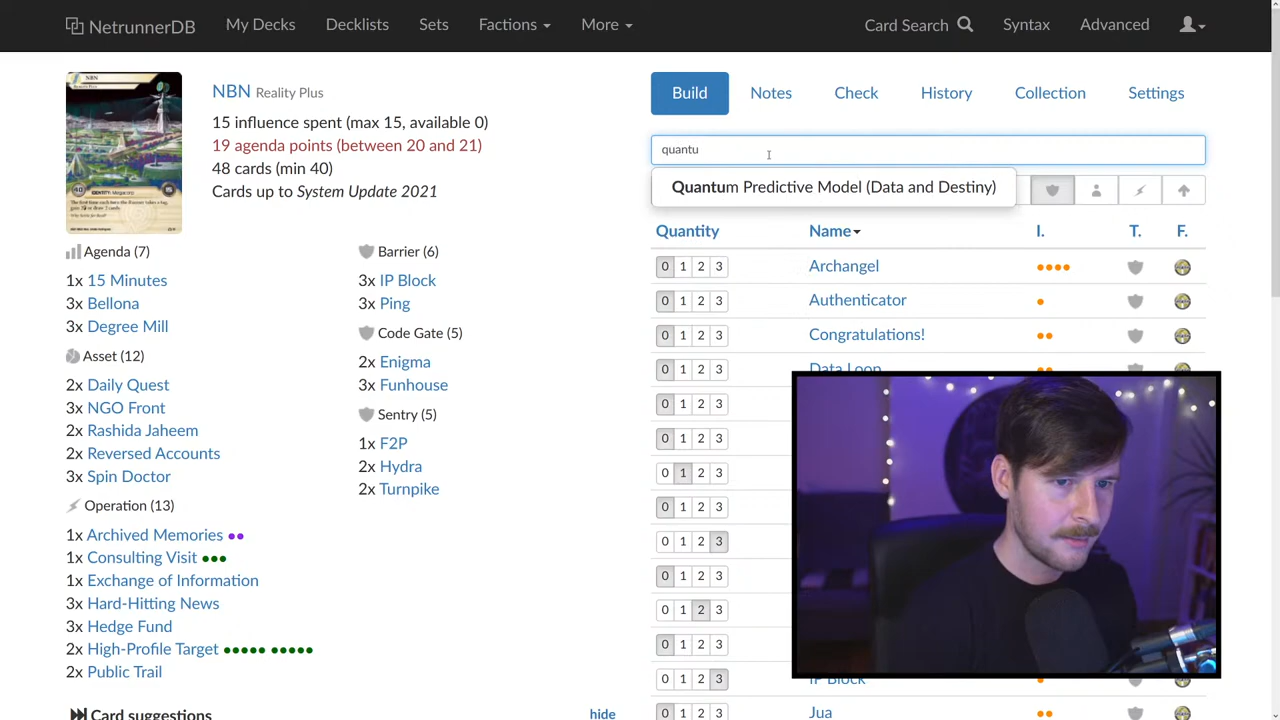 NetrunnerDB My Decks Decklists Sets Factions More Card Search Syntax Advanced
NBN Reality Plus
15 influence spent (max 15, available 0)
19 agenda points (between 20 and 21)
48 cards (min 40)
Cards up to System Update 2021
Agenda (7)
1x 15 Minutes
3x Bellona
3x Degree Mill
Asset (12)
2x Daily Quest
3x NGO Front
2x Rashida Jaheem
2x Reversed Accounts
3x Spin Doctor
Operation (13)
1x Archived Memories
1x Consulting Visit
1x Exchange of Information
3x Hard-Hitting News
3x Hedge Fund
2x High-Profile Target
2x Public Trail
Barrier (6)
3x IP Block
3x Ping
Code Gate (5)
2x Enigma
3x Funhouse
Sentry (5)
1x F2P
2x Hydra
2x Turnpike
Card suggestions hide
Build Notes Check History Collection Settings
quantu
Quantum Predictive Model (Data and Destiny)
Quantity Name I. T. F.
0 1 2 3 Archangel
0 1 2 3 Authenticator
0 1 2 3 Congratulations!
0 1 2 3 Data Loop
0 1 2 3
0 1 2 3
0 1 2 3
0 1 2 3
0 1 2 3
0 1 2 3
0 1 2 3
0 1 2 3
0 1 2 3 IP Block
0 1 2 3 Jua